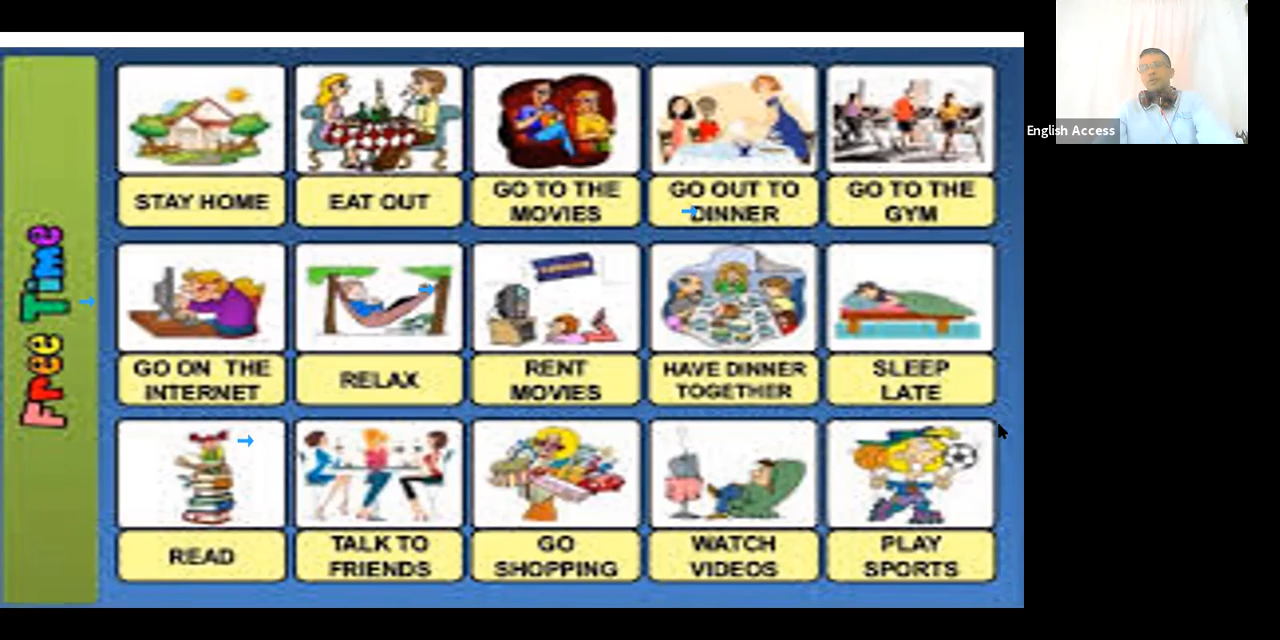 Free Time
STAY HOME
EAT OUT
GO TO THE
MOVIES
GO OUT TO
DINNER
GO TO THE
GYM
GO ON THE
INTERNET
RELAX
RENT
MOVIES
HAVE DINNER
TOGETHER
SLEEP
LATE
READ
TALK TO
FRIENDS
GO
SHOPPING
WATCH
VIDEOS
PLAY
SPORTS
English Access